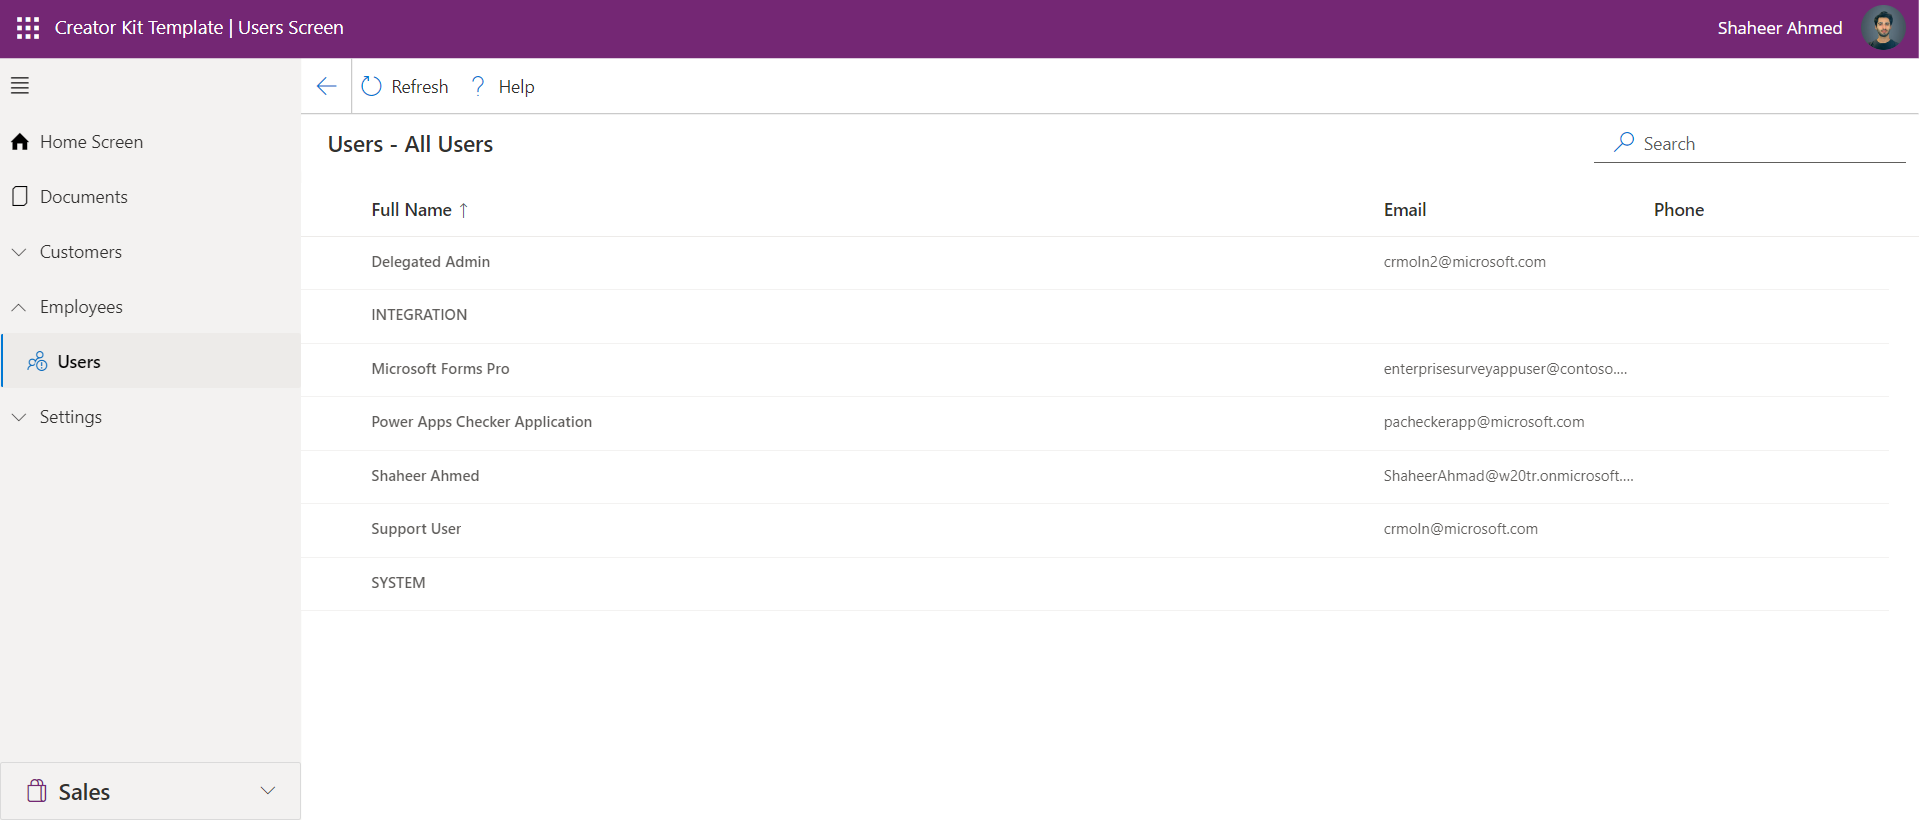 Creator Kit Template | Users Screen
Shaheer Ahmed
Refresh
Help
Home Screen
Documents
Customers
Employees
Users
Settings
Sales
Users - All Users
Search
Full Name ↑ Email Phone
Delegated Admin crmoln2@microsoft.com
INTEGRATION
Microsoft Forms Pro enterprisesurveyappuser@contoso....
Power Apps Checker Application pacheckerapp@microsoft.com
Shaheer Ahmed ShaheerAhmad@w20tr.onmicrosoft....
Support User crmoln@microsoft.com
SYSTEM